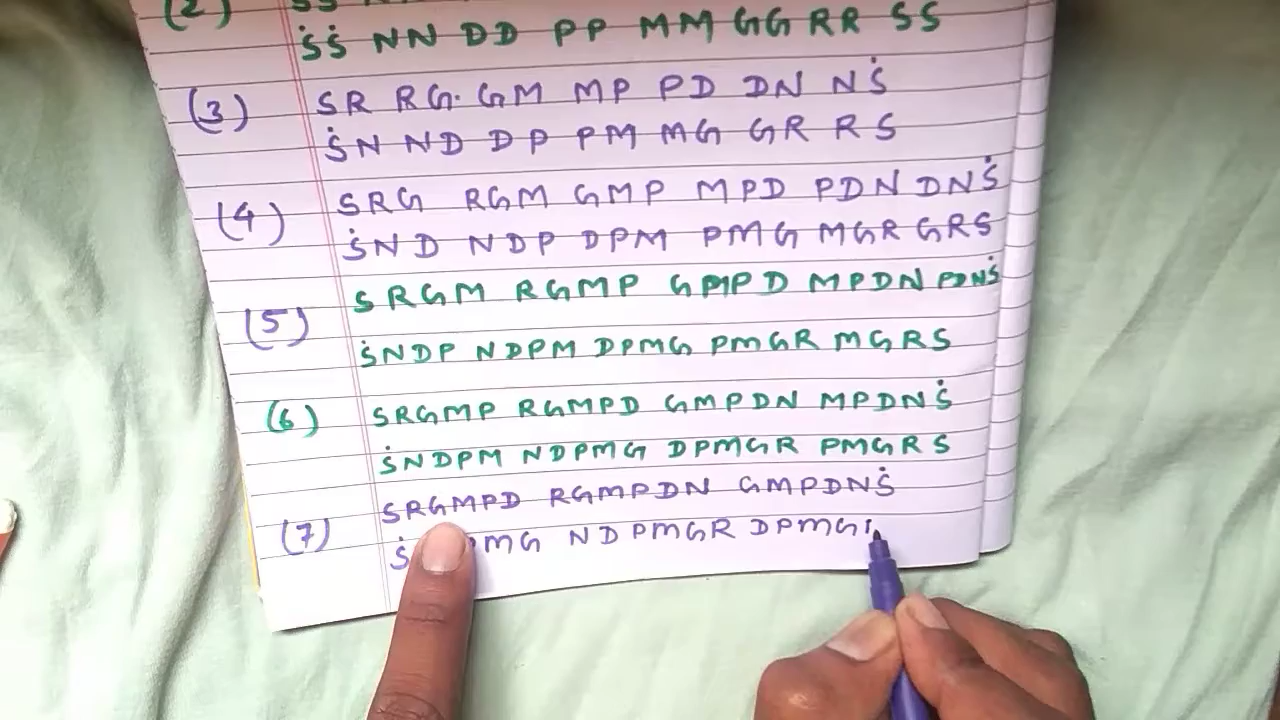 (2)
ṠṠ NN DD PP MM GG RR SS
(3) SR RG. GM MP PD DN NṠ
ṠN ND DP PM MG GR RS
(4) SRG RGM GMP MPD PDN DNṠ
ṠND NDP DPM PMG MGR GRS
(5) SRGM RGMP GMPD MPDN PDNṠ
ṠNDP NDPM DPMG PMGR MGRS
(6) SRGMP RGMPD GMPDN MPDNṠ
ṠNDPM NDPMG DPMGR PMGRS
(7) SRGMPD RGMPDN GMPDNṠ
NDPMGR